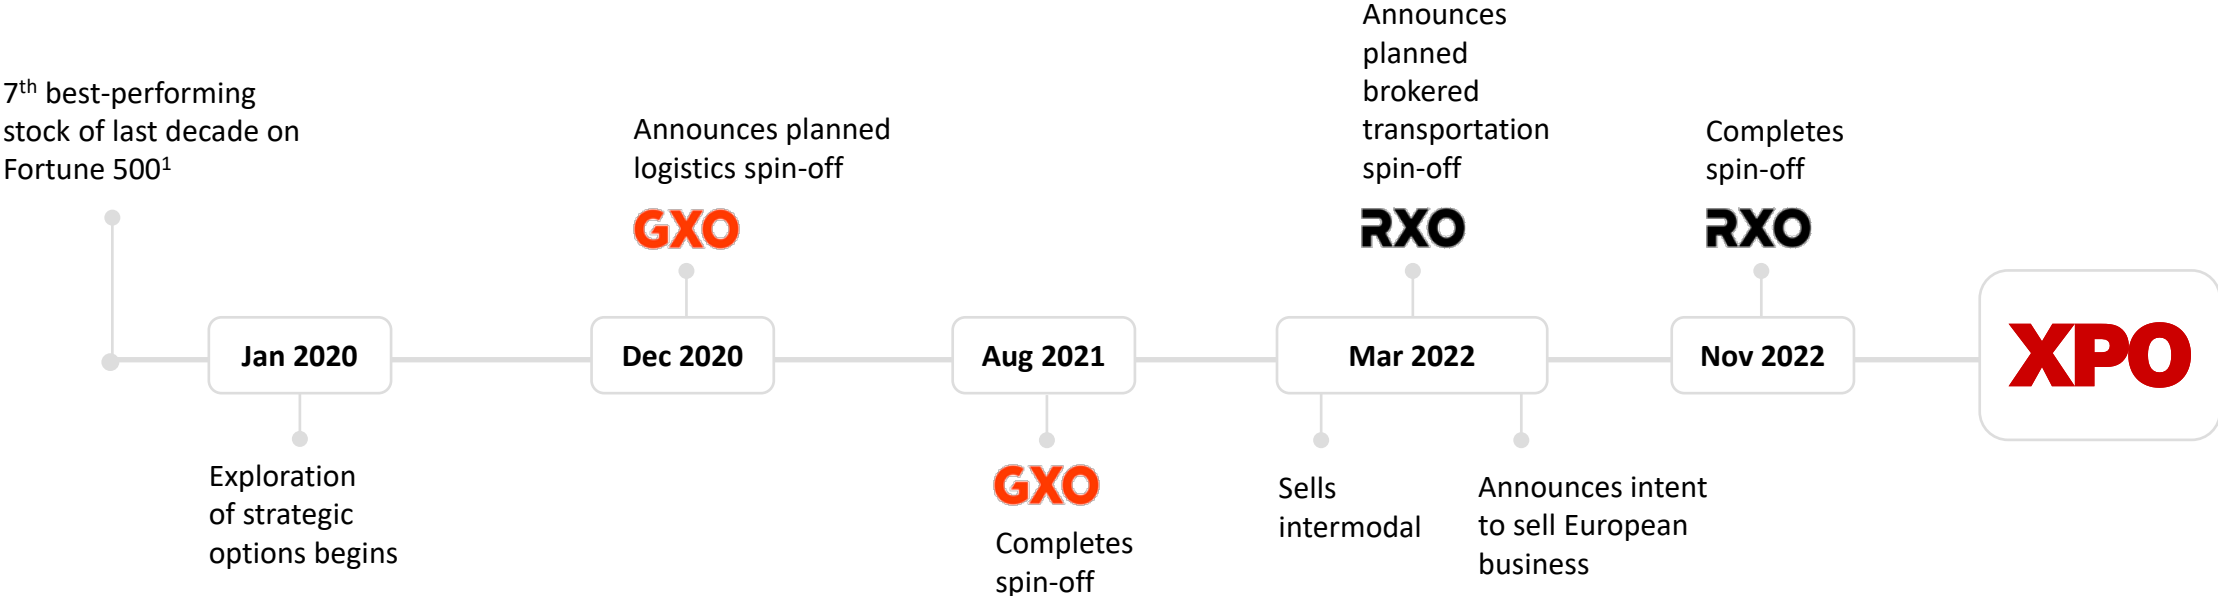 7th best-performing
stock of last decade on
Fortune 5001
Jan 2020
Exploration
of strategic
options begins
Announces planned
logistics spin-off
GXO
Dec 2020
Aug 2021
GXO
Completes
spin-off
Announces
planned
brokered
transportation
spin-off
RXO
Mar 2022
Sells
intermodal
Announces intent
to sell European
business
Completes
spin-off
RXO
Nov 2022
XPO